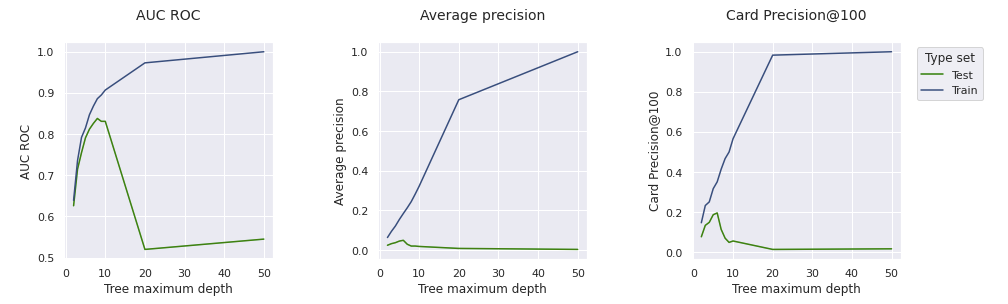 AUC ROC
Average precision
Card Precision@100
1.0
0.9
0.8
0.7
0.6
0.5
AUC ROC
0 10 20 30 40 50
Tree maximum depth
1.0
0.8
0.6
0.4
0.2
0.0
Average precision
0 10 20 30 40 50
Tree maximum depth
1.0
0.8
0.6
0.4
0.2
0.0
Card Precision@100
0 10 20 30 40 50
Tree maximum depth
Type set
Test
Train